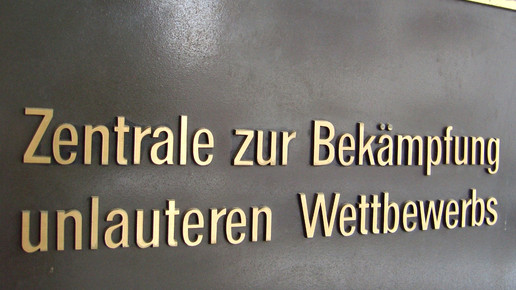 Zentrale zur Bekämpfung
unlauteren Wettbewerbs